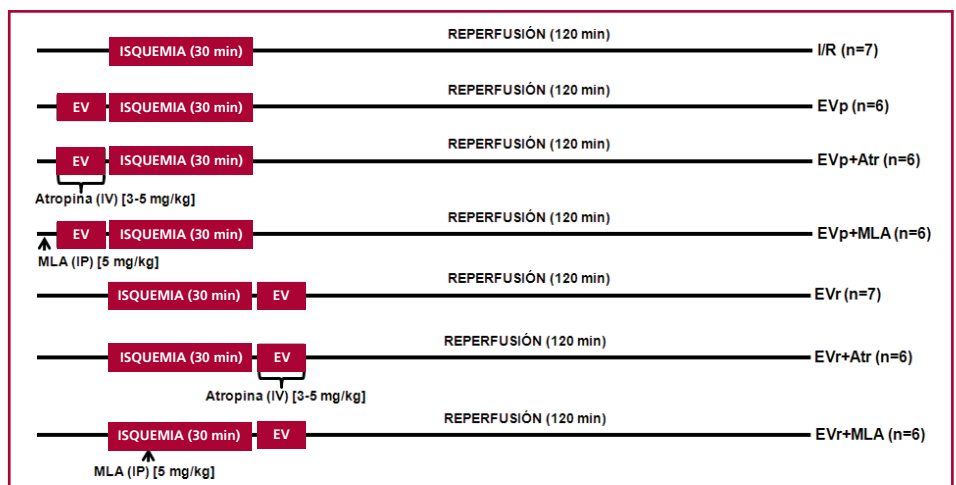 REPERFUSIÓN (120 min)
ISQUEMIA (30 min) I/R (n=7)
REPERFUSIÓN (120 min)
EV ISQUEMIA (30 min) EVp (n=6)
REPERFUSIÓN (120 min)
EV ISQUEMIA (30 min) EVp+Atr (n=6)
Atropina (IV) [3-5 mg/kg]
REPERFUSIÓN (120 min)
EV ISQUEMIA (30 min) EVp+MLA (n=6)
MLA (IP) [5 mg/kg]
REPERFUSIÓN (120 min)
ISQUEMIA (30 min) EV EVr (n=7)
REPERFUSIÓN (120 min)
ISQUEMIA (30 min) EV EVr+Atr (n=6)
Atropina (IV) [3-5 mg/kg]
REPERFUSIÓN (120 min)
ISQUEMIA (30 min) EV EVr+MLA (n=6)
MLA (IP) [5 mg/kg]